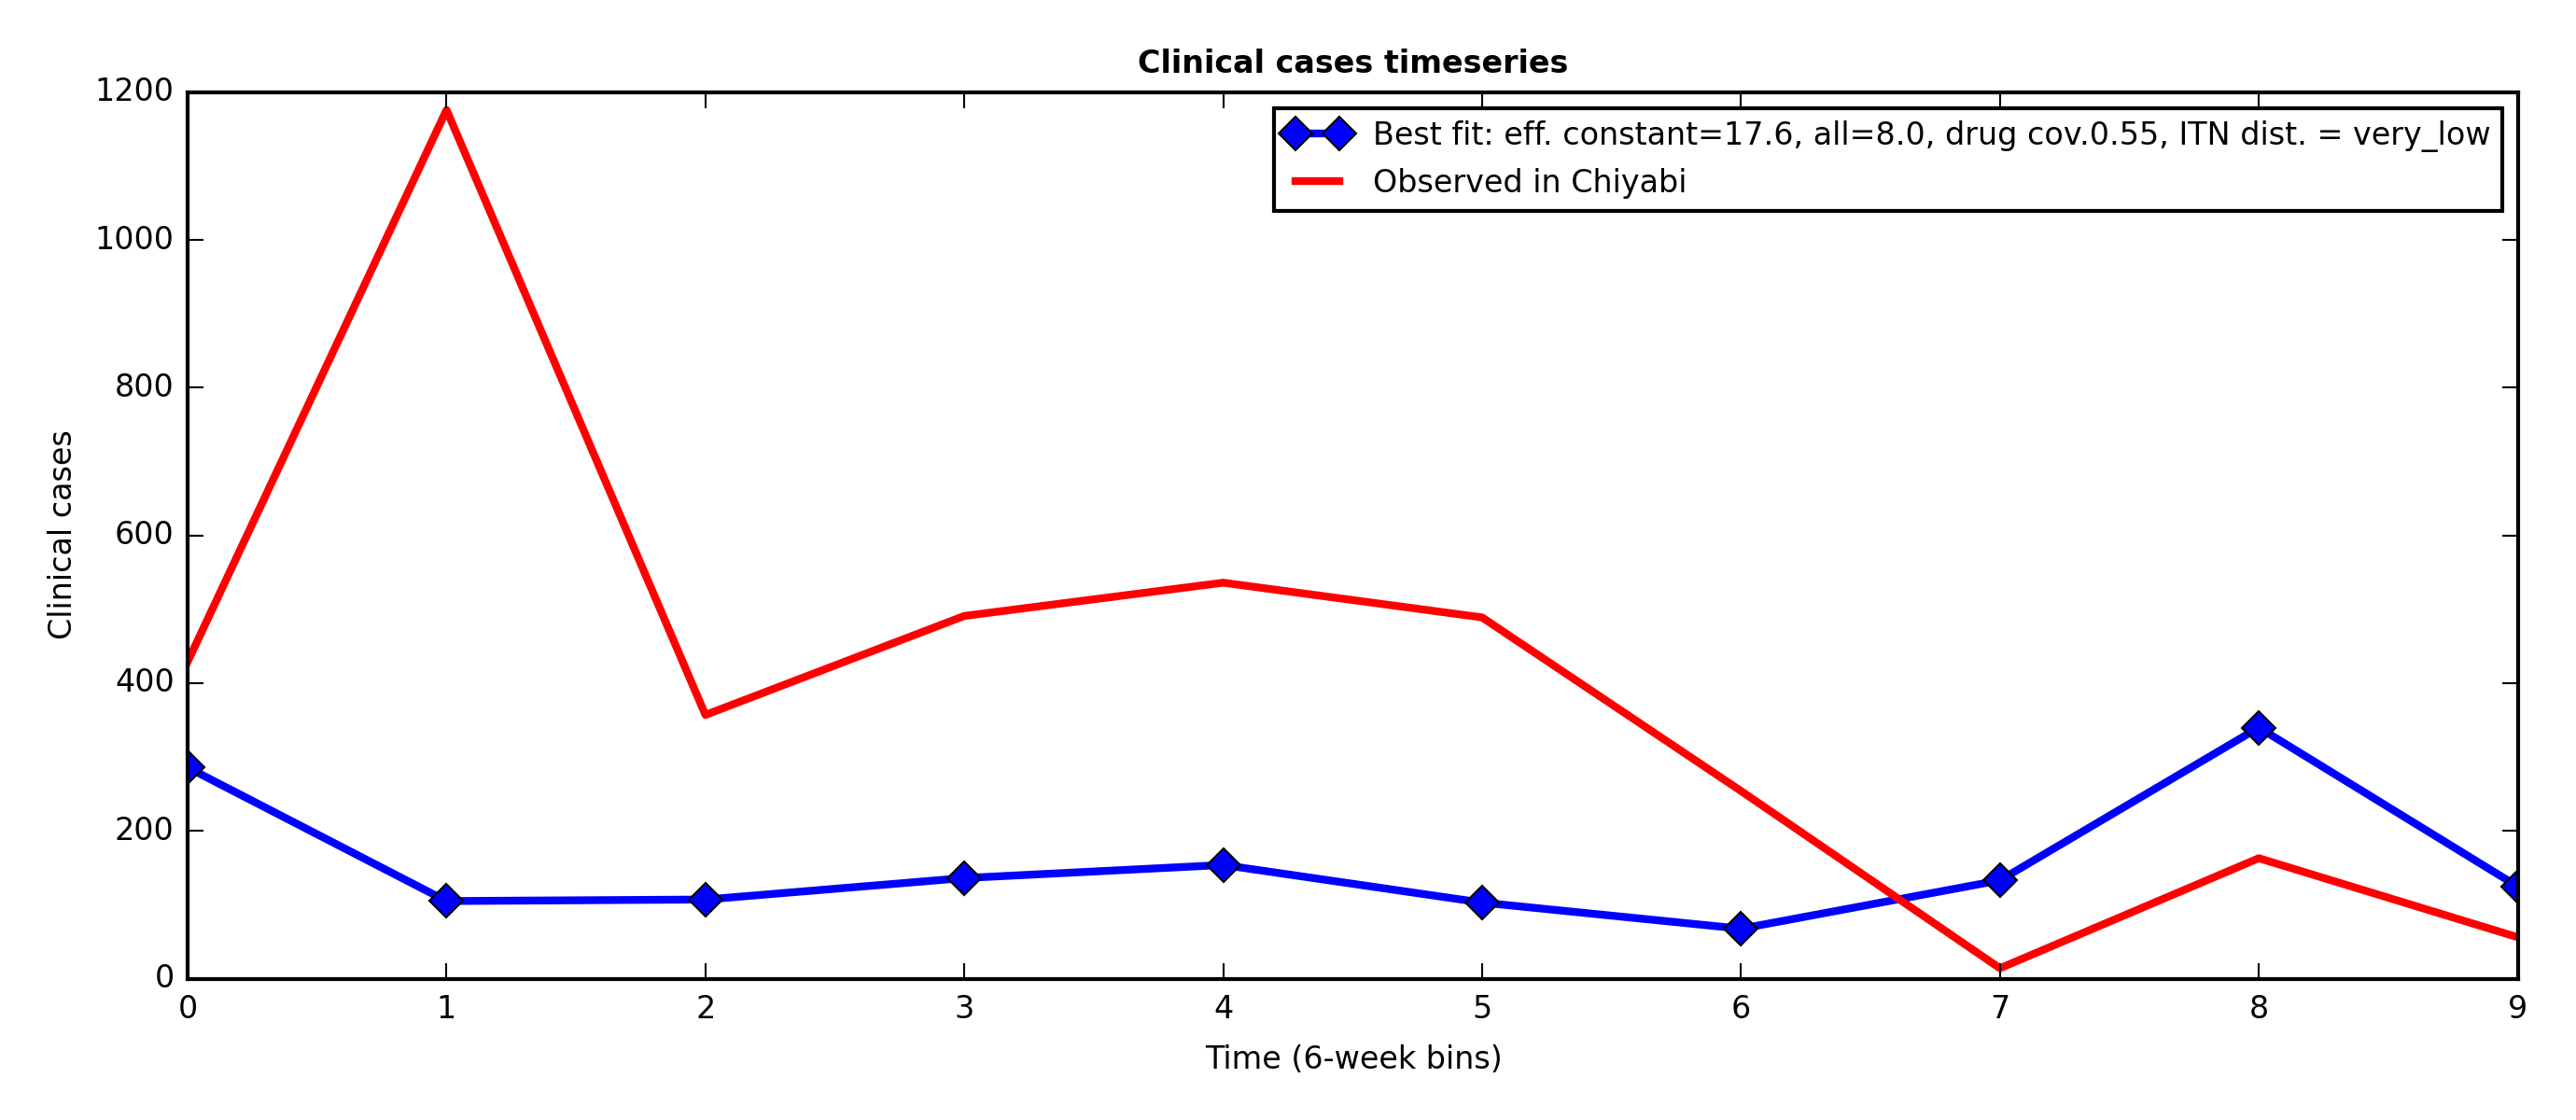 Clinical cases timeseries
Best fit: eff. constant=17.6, all=8.0, drug cov.0.55, ITN dist. = very_low
Observed in Chiyabi
1200
1000
800
600
400
200
0
Clinical cases
0 1 2 3 4 5 6 7 8 9
Time (6-week bins)